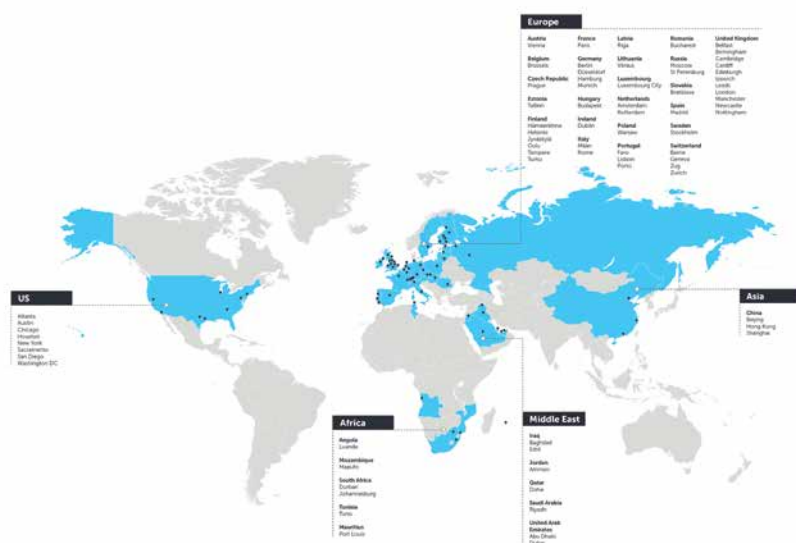 Europe
Austria
Vienna
Belgium
Brussels
Czech Republic
Prague
Estonia
Tallinn
Finland
Hämeenlinna
Helsinki
Jyväskylä
Oulu
Tampere
Turku
France
Paris
Germany
Berlin
Düsseldorf
Hamburg
Munich
Hungary
Budapest
Ireland
Dublin
Italy
Milan
Rome
Latvia
Riga
Lithuania
Vilnius
Luxembourg
Luxembourg City
Netherlands
Amsterdam
Rotterdam
Poland
Warsaw
Portugal
Faro
Lisbon
Porto
Romania
Bucharest
Russia
Moscow
St Petersburg
Slovakia
Bratislava
Spain
Madrid
Sweden
Stockholm
Switzerland
Berne
Geneva
Zug
Zurich
United Kingdom
Belfast
Birmingham
Cambridge
Cardiff
Edinburgh
Ipswich
Leeds
London
Manchester
Newcastle
Nottingham
US
Atlanta
Austin
Chicago
Houston
New York
Sacramento
San Diego
Washington DC
Asia
China
Beijing
Hong Kong
Shanghai
Africa
Angola
Luanda
Mozambique
Maputo
South Africa
Durban
Johannesburg
Tunisia
Tunis
Mauritius
Port Louis
Middle East
Iraq
Baghdad
Erbil
Jordan
Amman
Qatar
Doha
Saudi Arabia
Riyadh
United Arab
Emirates
Abu Dhabi
Dubai